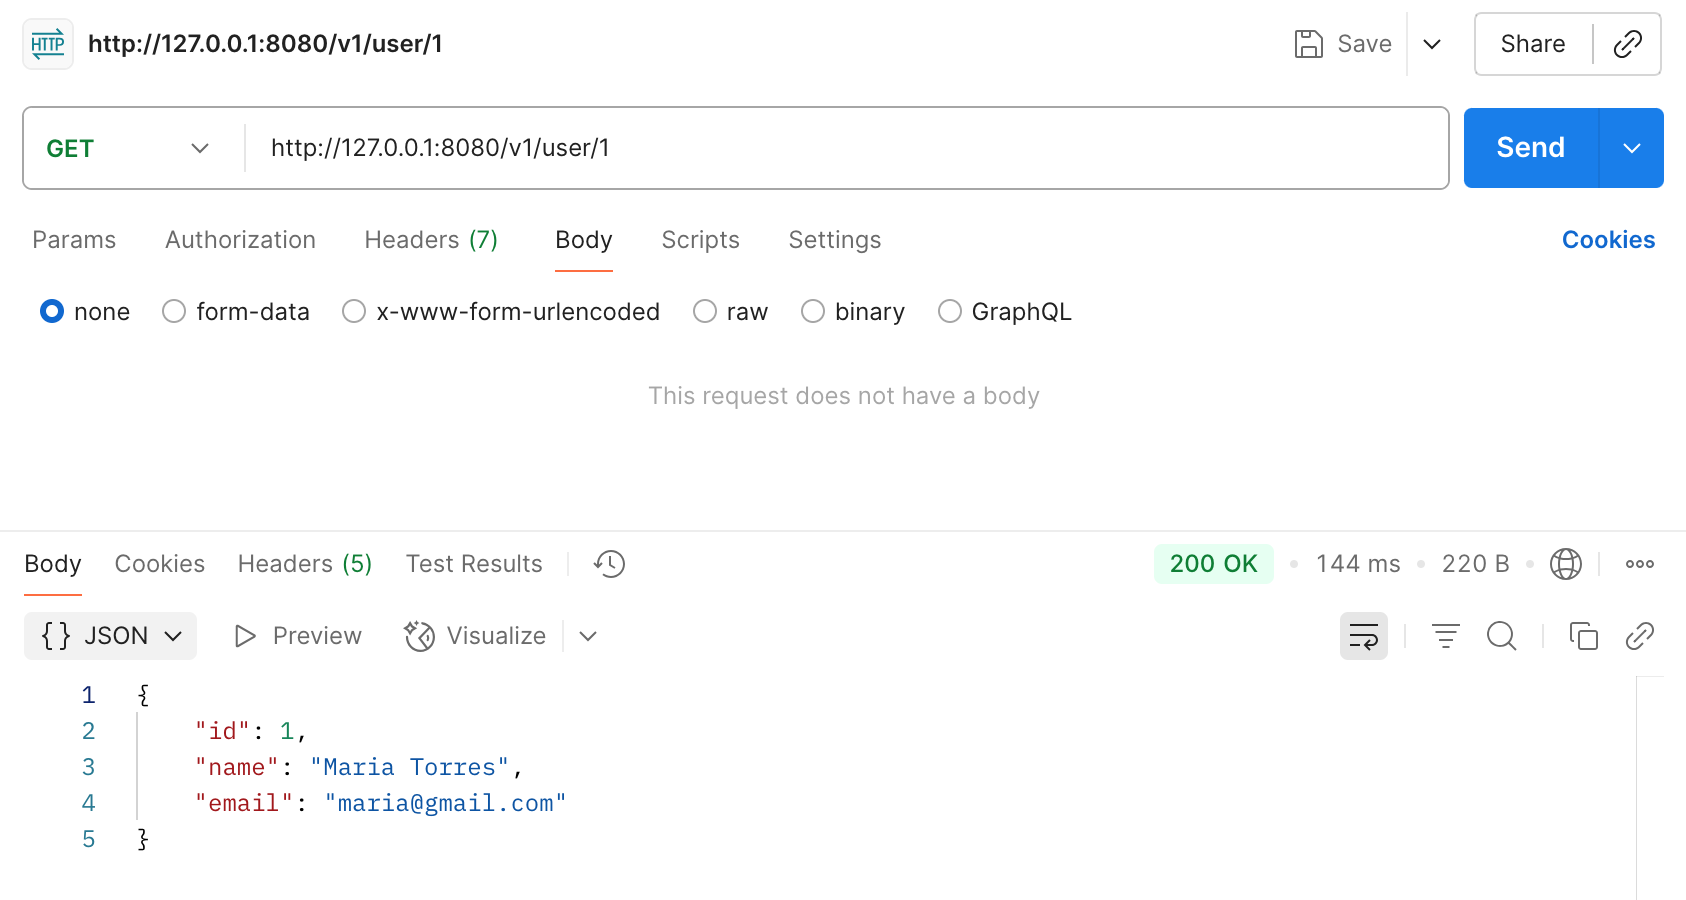 HTTP http://127.0.0.1:8080/v1/user/1 Save Share
GET http://127.0.0.1:8080/v1/user/1 Send
Params Authorization Headers (7) Body Scripts Settings Cookies
none form-data x-www-form-urlencoded raw binary GraphQL
This request does not have a body
Body Cookies Headers (5) Test Results 200 OK • 144 ms • 220 B •
{} JSON Preview Visualize
1 {
2 "id": 1,
3 "name": "Maria Torres",
4 "email": "maria@gmail.com"
5 }